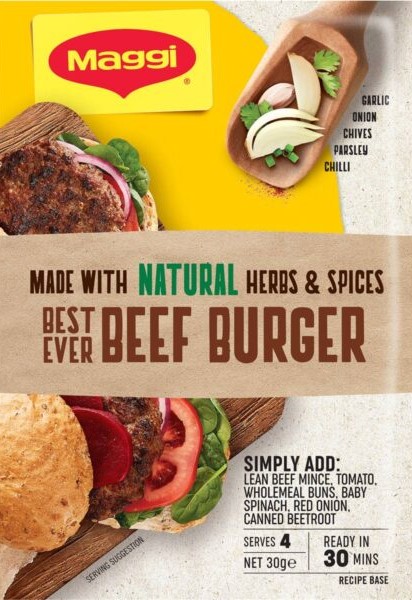 Maggi
®
GARLIC
ONION
CHIVES
PARSLEY
CHILLI
MADE WITH NATURAL HERBS & SPICES
BEST
EVER BEEF BURGER
SIMPLY ADD:
LEAN BEEF MINCE, TOMATO,
WHOLEMEAL BUNS, BABY
SPINACH, RED ONION,
CANNED BEETROOT
SERVES 4
NET 30g℮
READY IN
30 MINS
RECIPE BASE
SERVING SUGGESTION